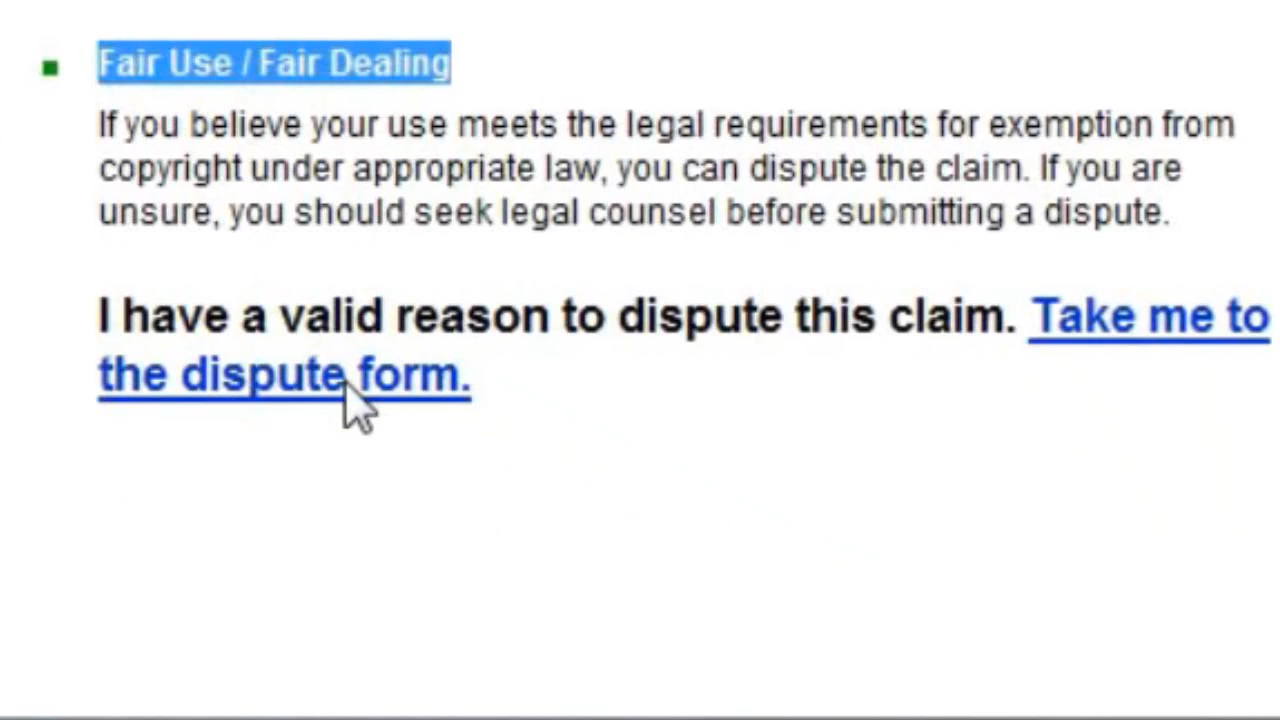 Fair Use / Fair Dealing
If you believe your use meets the legal requirements for exemption from
copyright under appropriate law, you can dispute the claim. If you are
unsure, you should seek legal counsel before submitting a dispute.
I have a valid reason to dispute this claim. Take me to
the dispute form.